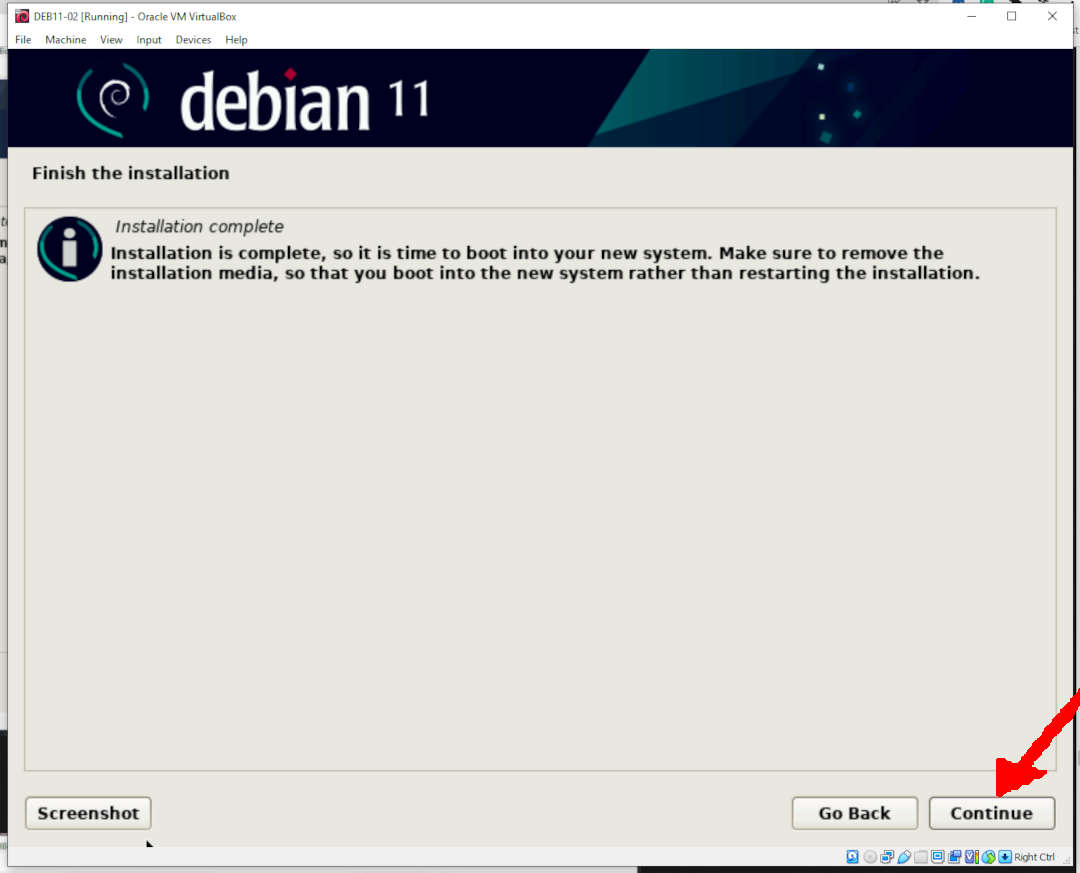 DEB11-02 [Running] - Oracle VM VirtualBox
File Machine View Input Devices Help
debian 11
Finish the installation
Installation complete
Installation is complete, so it is time to boot into your new system. Make sure to remove the
installation media, so that you boot into the new system rather than restarting the installation.
Screenshot
Go Back
Continue
Right Ctrl